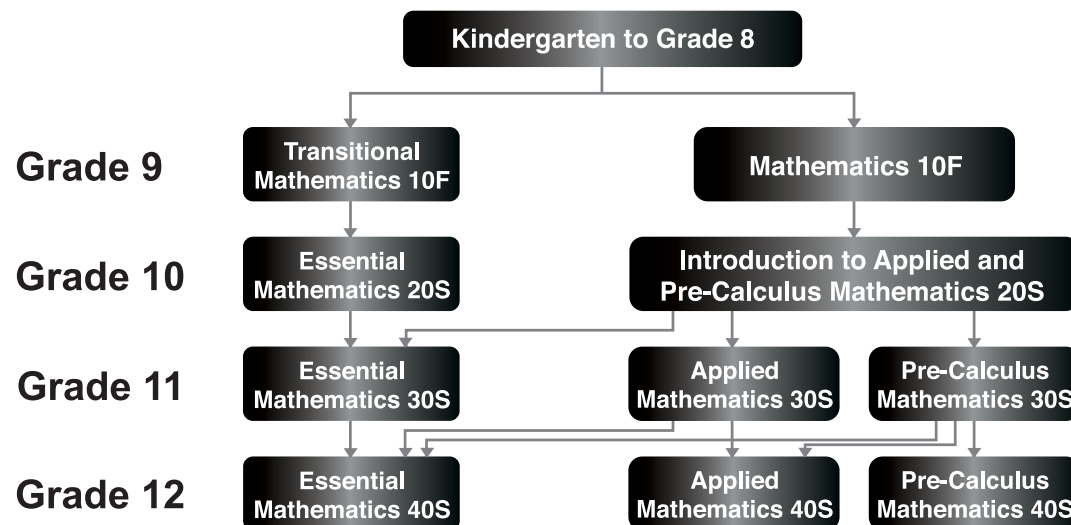 Kindergarten to Grade 8
Grade 9
Transitional
Mathematics 10F
Mathematics 10F
Grade 10
Essential
Mathematics 20S
Introduction to Applied and
Pre-Calculus Mathematics 20S
Grade 11
Essential
Mathematics 30S
Applied
Mathematics 30S
Pre-Calculus
Mathematics 30S
Grade 12
Essential
Mathematics 40S
Applied
Mathematics 40S
Pre-Calculus
Mathematics 40S